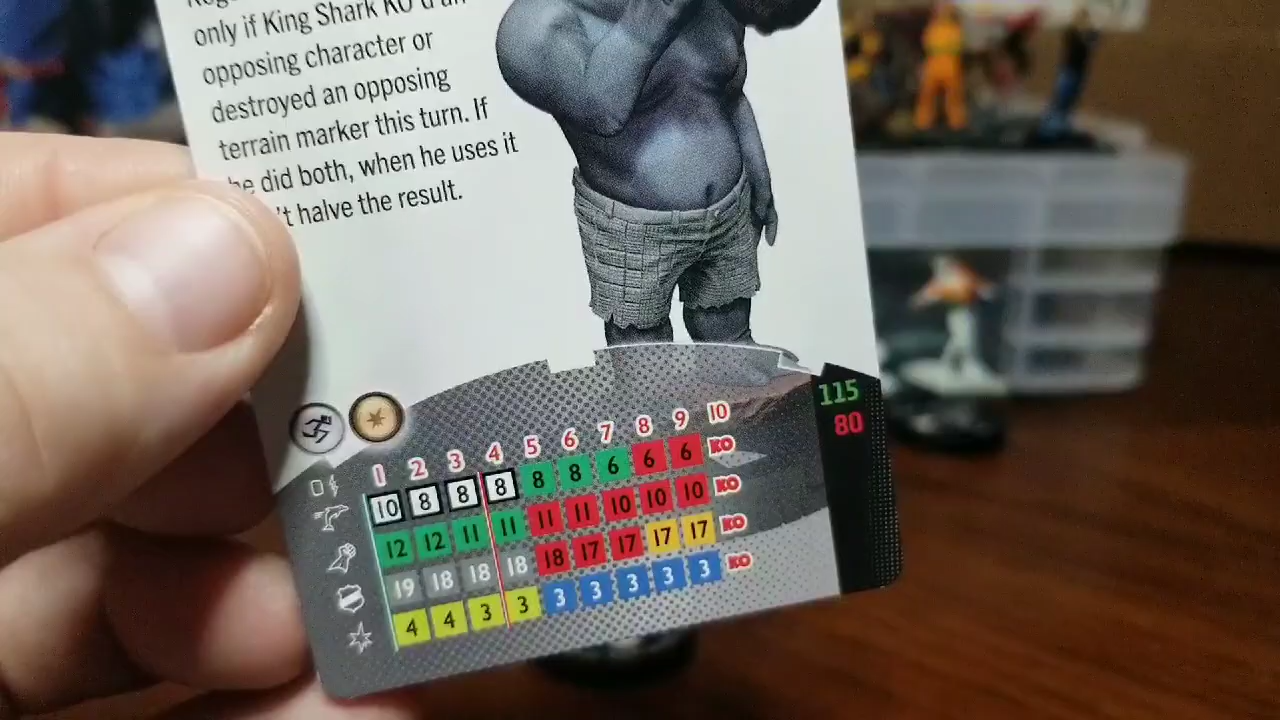 only if King Shark KO'd an
opposing character or
destroyed an opposing
terrain marker this turn. If
he did both, when he uses it
't halve the result.
115
80
1 2 3 4 5 6 7 8 9 10
10 8 8 8 8 8 6 6 6 KO
12 12 11 11 11 11 10 10 10 KO
19 18 18 18 18 17 17 17 17 KO
4 4 3 3 3 3 3 3 3 KO